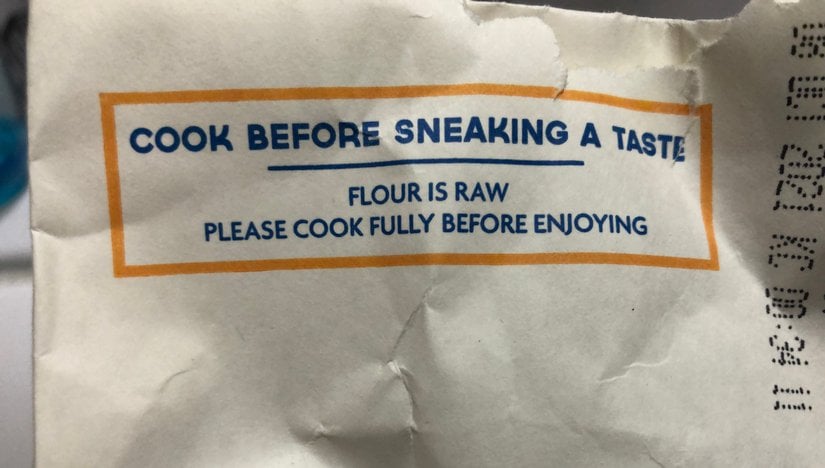 COOK BEFORE SNEAKING A TASTE
FLOUR IS RAW
PLEASE COOK FULLY BEFORE ENJOYING